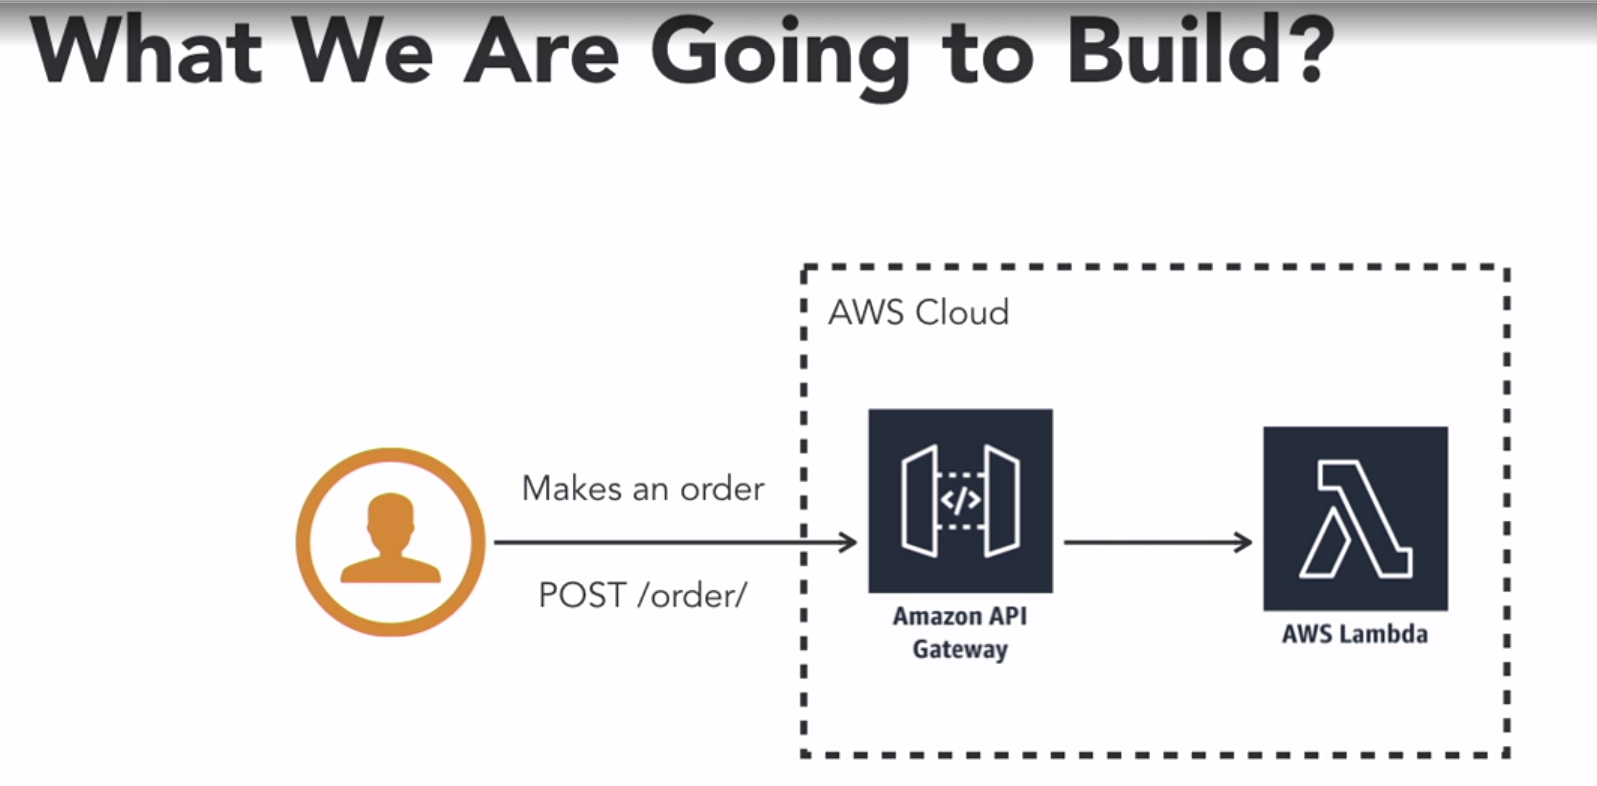 What We Are Going to Build?
AWS Cloud
Makes an order
POST /order/
</>
Amazon API
Gateway
AWS Lambda